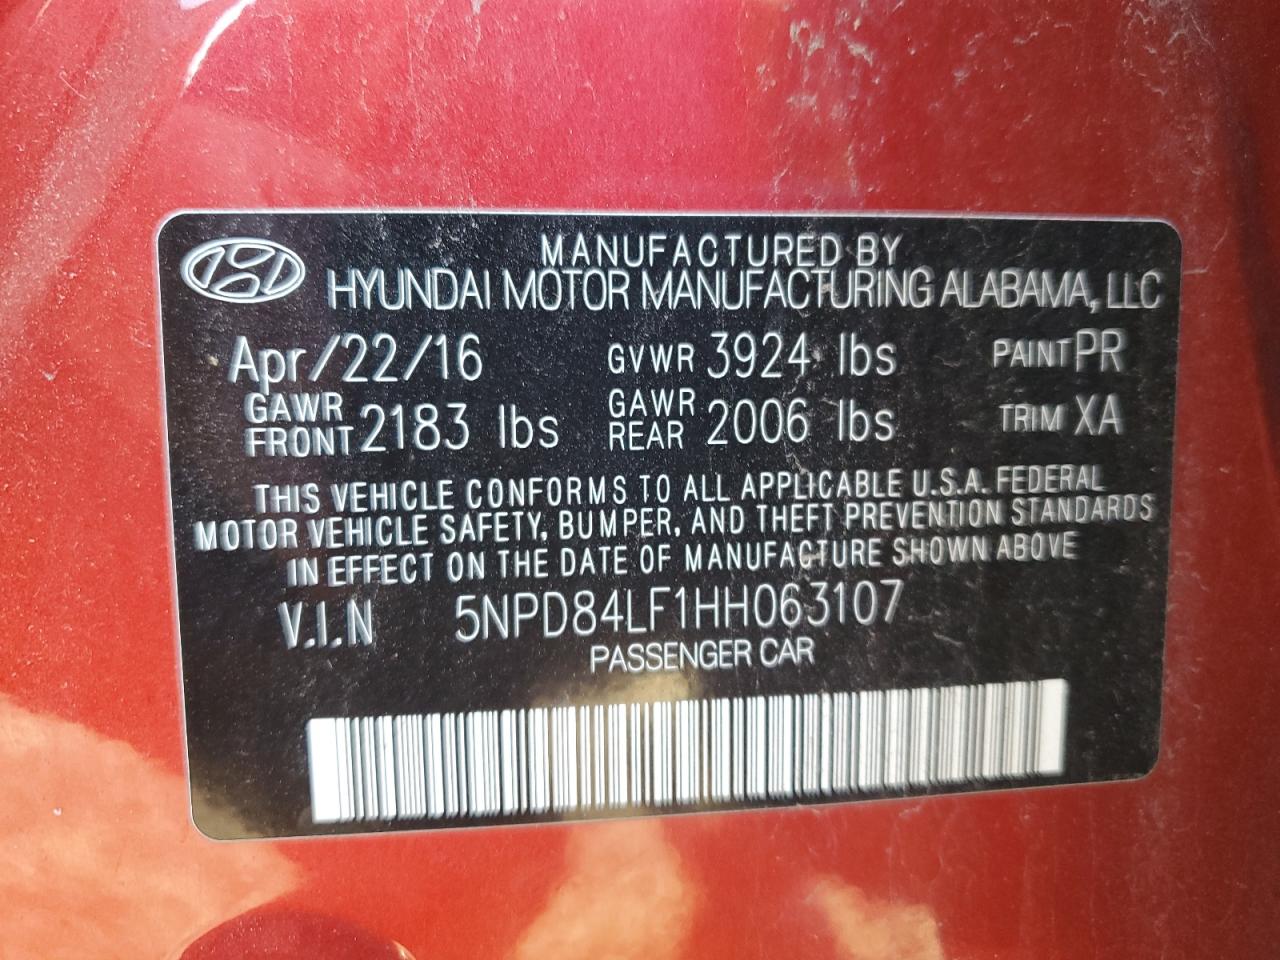 MANUFACTURED BY
HYUNDAI MOTOR MANUFACTURING ALABAMA, LLC
Apr/22/16 GVWR 3924 lbs PAINT PR
GAWR FRONT 2183 lbs GAWR REAR 2006 lbs TRIM XA
THIS VEHICLE CONFORMS TO ALL APPLICABLE U.S.A. FEDERAL
MOTOR VEHICLE SAFETY, BUMPER, AND THEFT PREVENTION STANDARDS
IN EFFECT ON THE DATE OF MANUFACTURE SHOWN ABOVE
V.I.N 5NPD84LF1HH063107
PASSENGER CAR